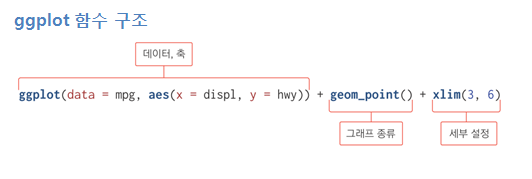 ggplot 함수 구조
데이터, 축
ggplot(data = mpg, aes(x = displ, y = hwy)) + geom_point() + xlim(3, 6)
그래프 종류
세부 설정